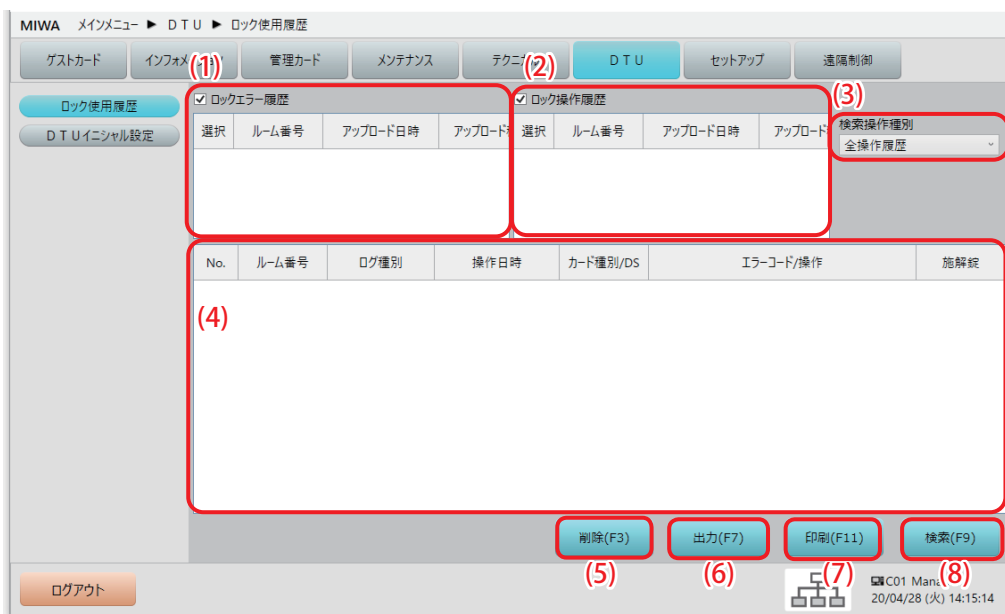 MIWA メインメニュー ▶ DTU ▶ ロック使用履歴
ゲストカード
管理カード
メンテナンス
DTU
セットアップ
遠隔制御
(1)
(2)
(3)
ロック使用履歴
DTUイニシャル設定
ロックエラー履歴
選択 ルーム番号 アップロード日時
ロック操作履歴
選択 ルーム番号 アップロード日時
検索操作種別
全操作履歴
No. ルーム番号 ログ種別 操作日時 カード種別/DS エラーコード/操作 施解錠
(4)
削除(F3)
出力(F7)
印刷(F11)
検索(F9)
(5)
(6)
(7)
(8)
ログアウト
C01
20/04/28 (火) 14:15:14